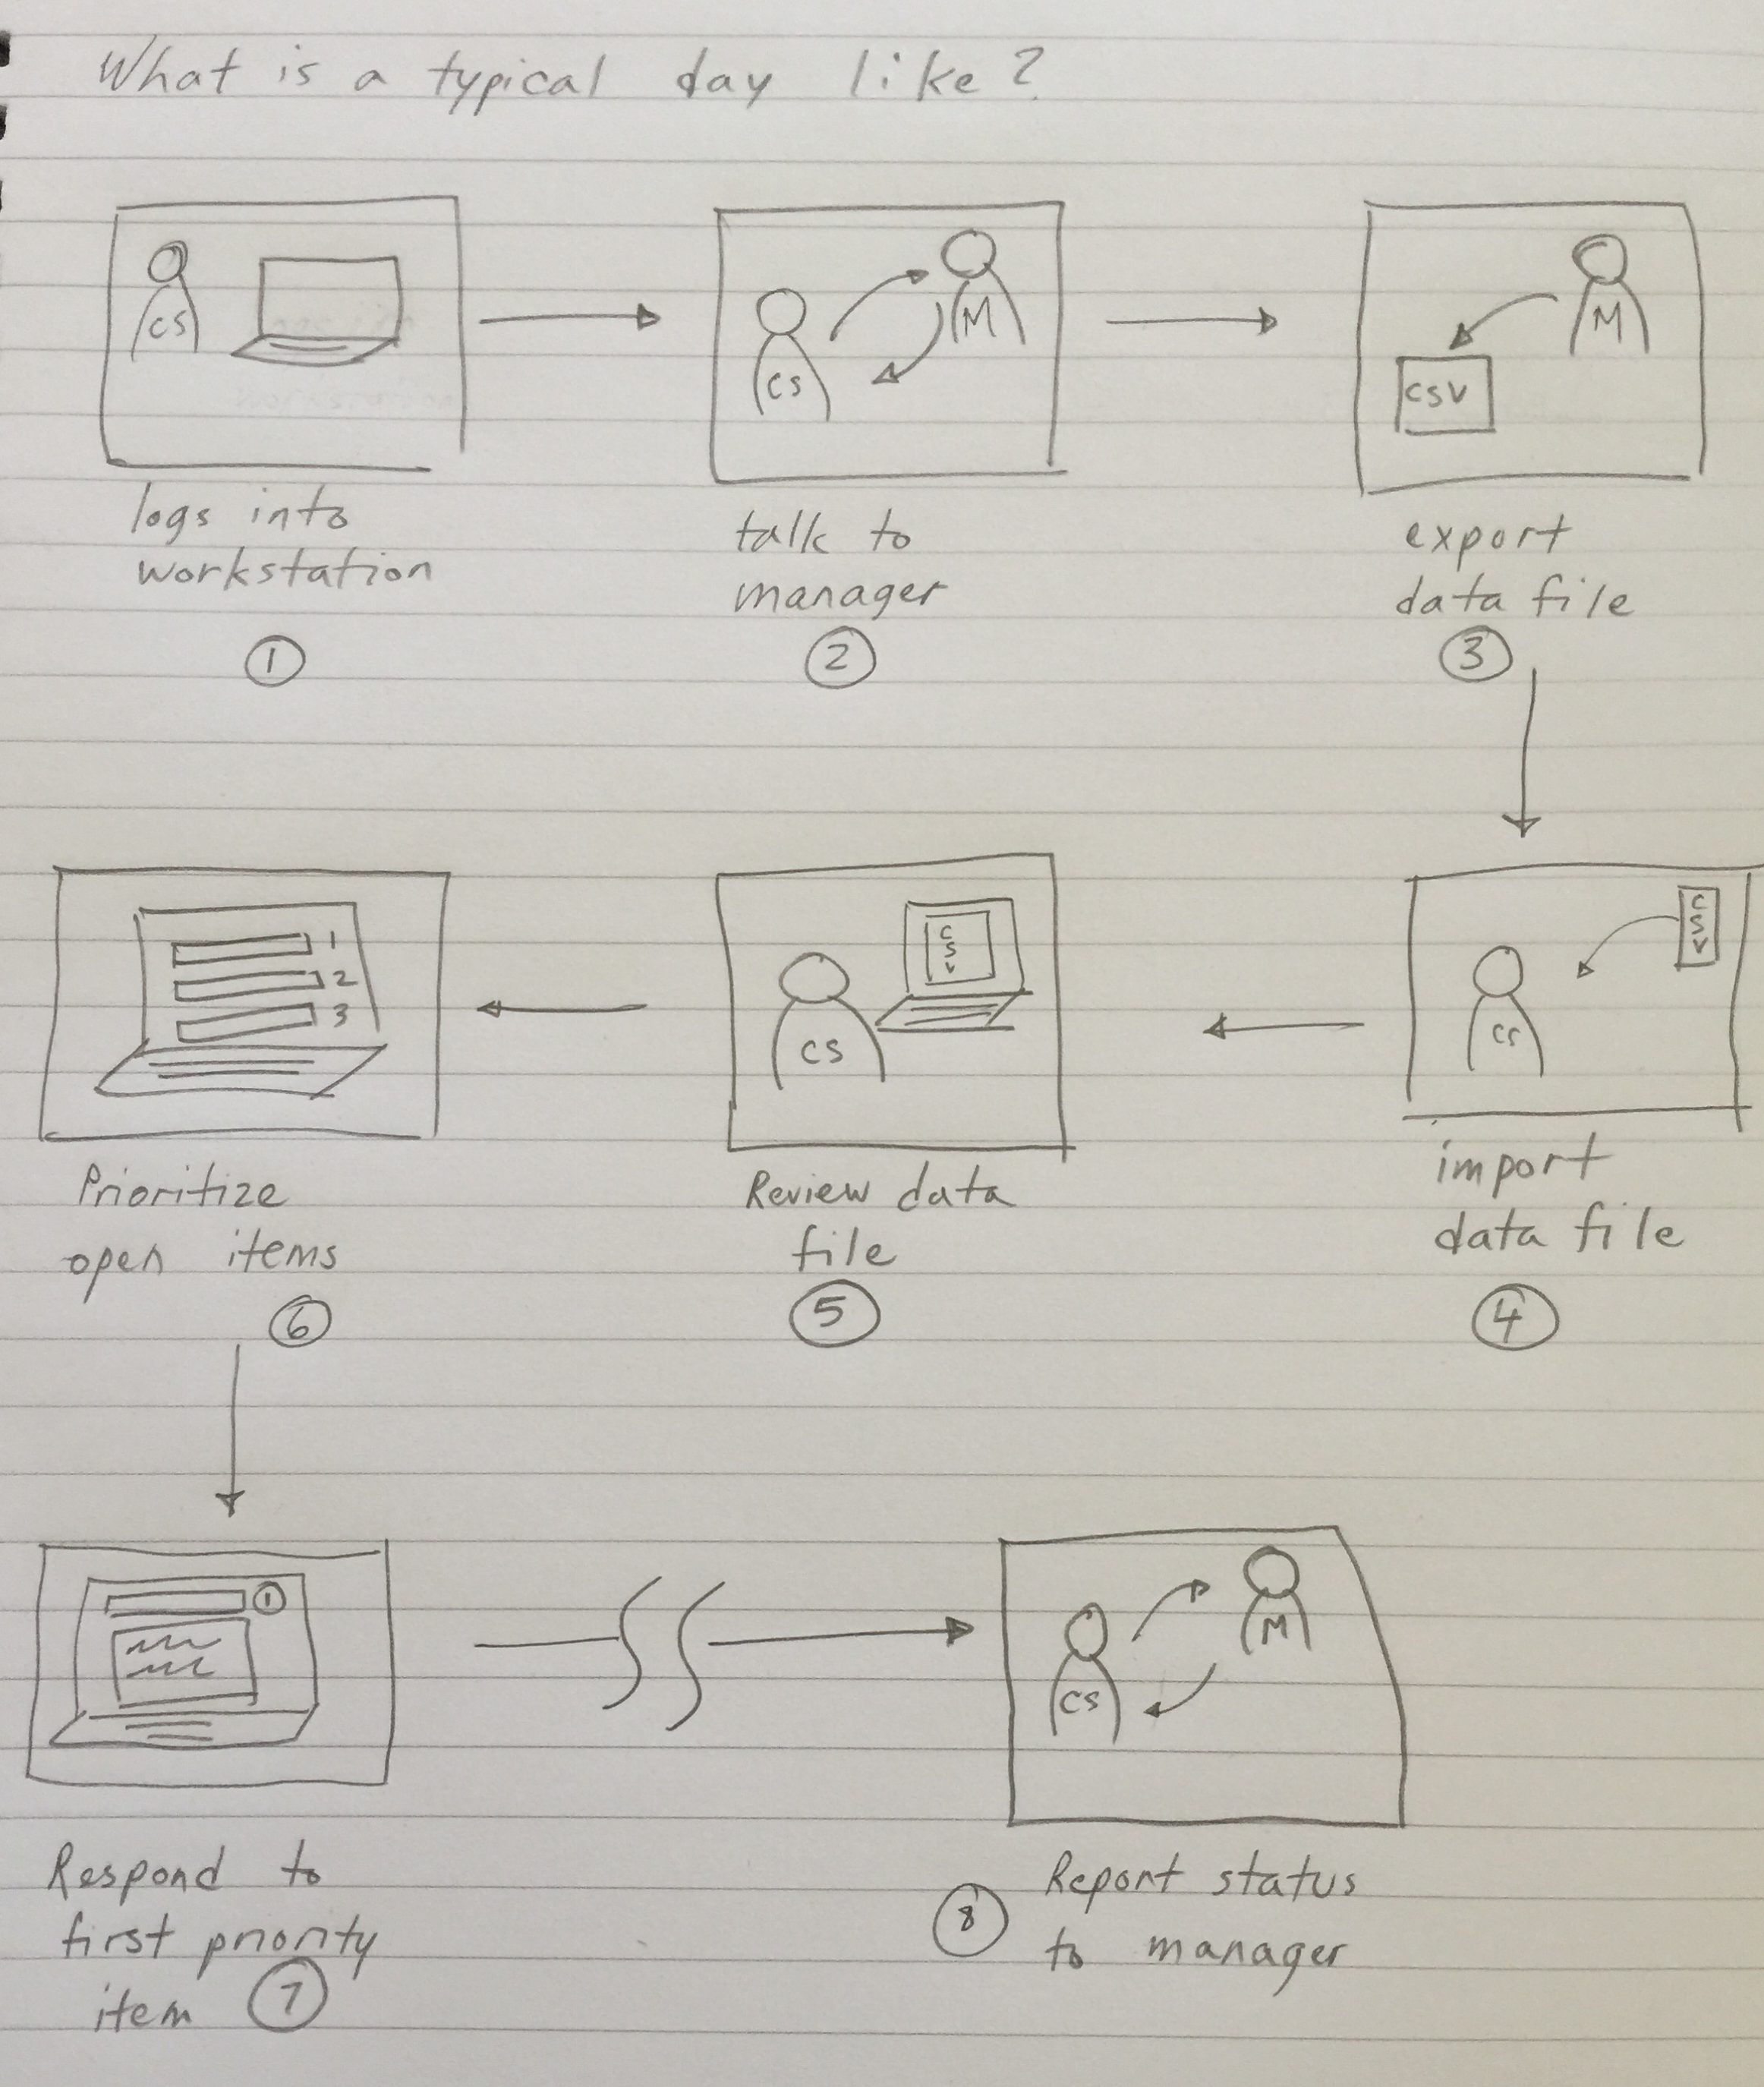 What is a typical day like?
CS
CS
M
M
CSV
logs into
workstation
1
talk to
manager
2
export
data file
3
1
2
3
CSV
CS
CSV
CS
Prioritize
open items
6
Review data
file
5
import
data file
4
1
CS
M
Respond to
first priority
item 7
8 Report status
to manager